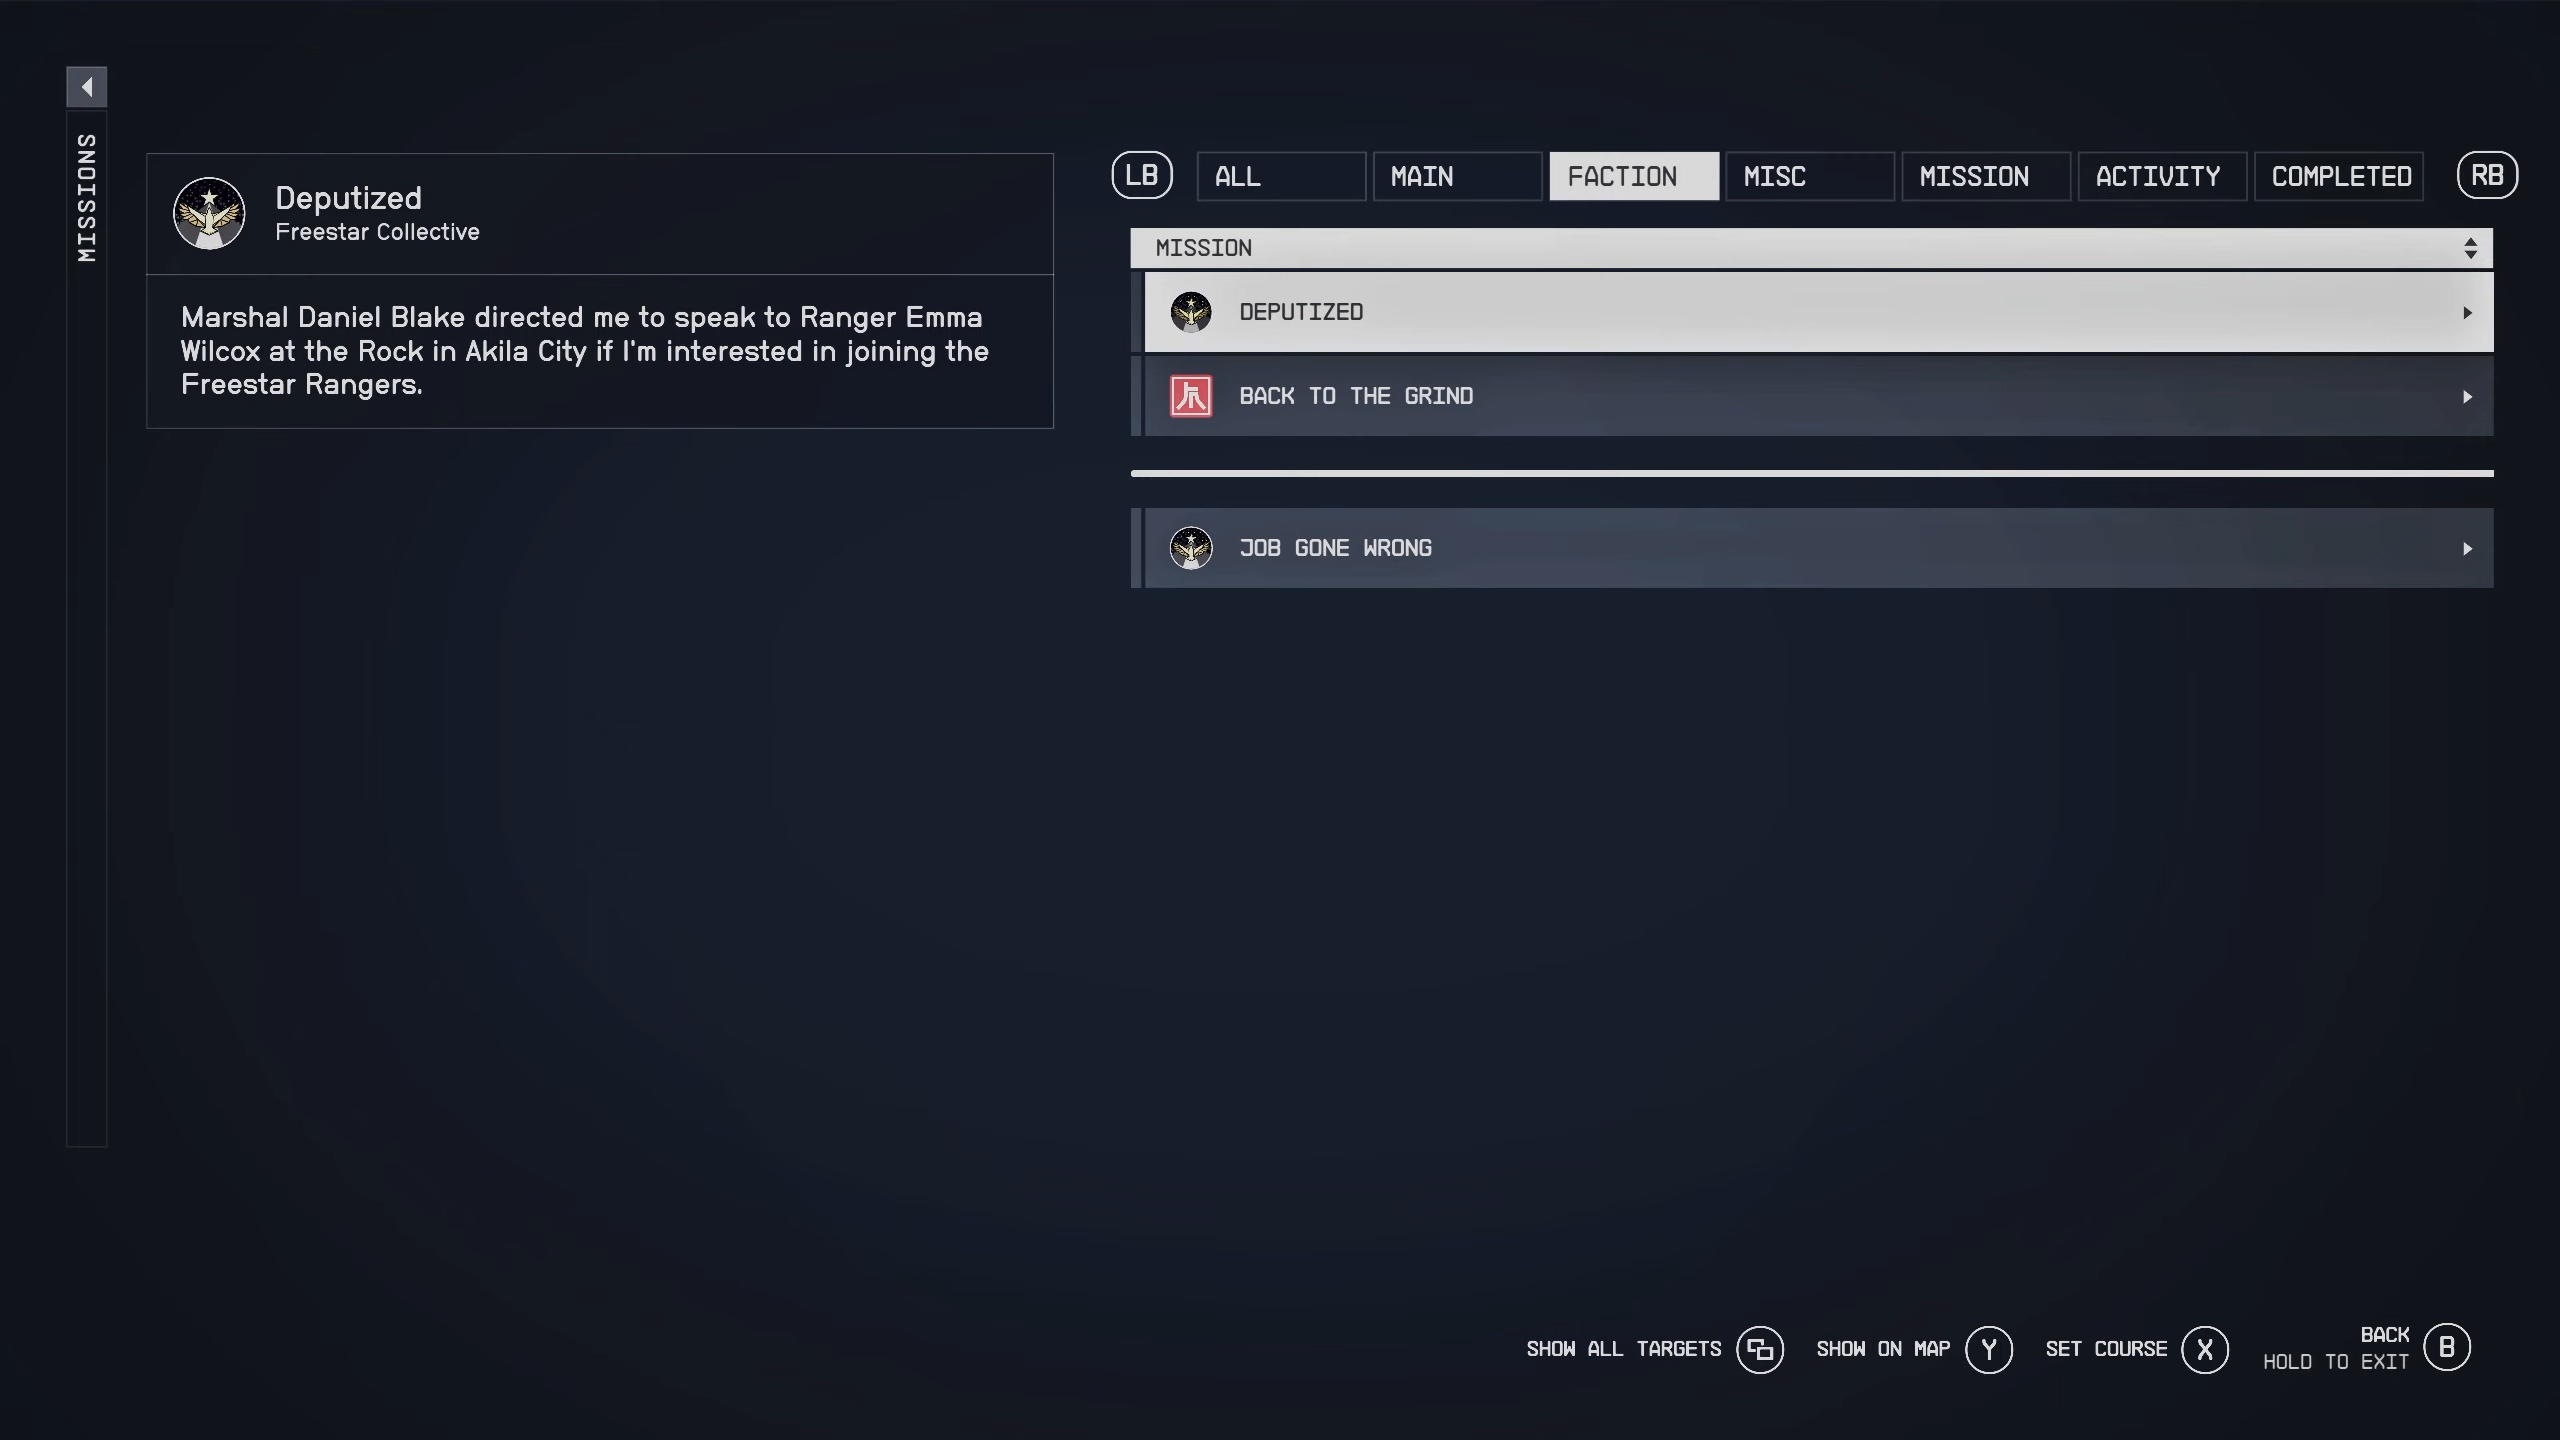 MISSIONS
Deputized
Freestar Collective
Marshal Daniel Blake directed me to speak to Ranger Emma
Wilcox at the Rock in Akila City if I'm interested in joining the
Freestar Rangers.
LB ALL MAIN FACTION MISC MISSION ACTIVITY COMPLETED RB
MISSION
DEPUTIZED
BACK TO THE GRIND
JOB GONE WRONG
SHOW ALL TARGETS SHOW ON MAP Y SET COURSE X BACK B
HOLD TO EXIT